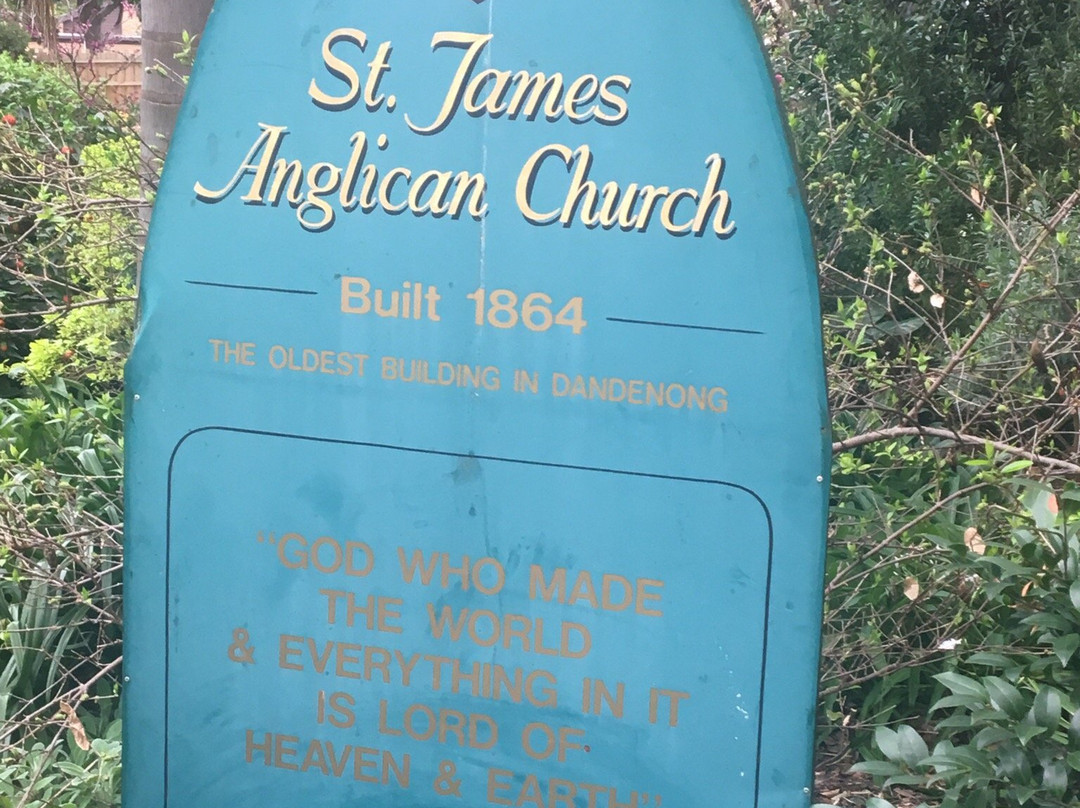 St. James
Anglican Church
Built 1864
THE OLDEST BUILDING IN DANDENONG
"GOD WHO MADE
THE WORLD
& EVERYTHING IN IT
IS LORD OF
HEAVEN & EARTH"